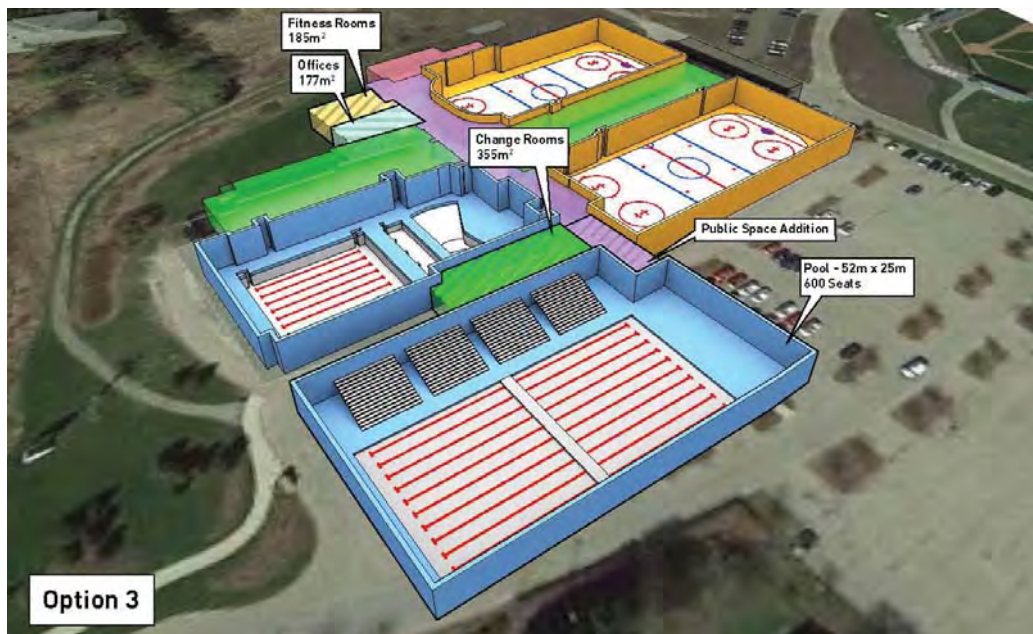 Fitness Rooms
185m²
Offices
177m²
Change Rooms
355m²
Public Space Addition
Pool - 52m x 25m
600 Seats
Option 3